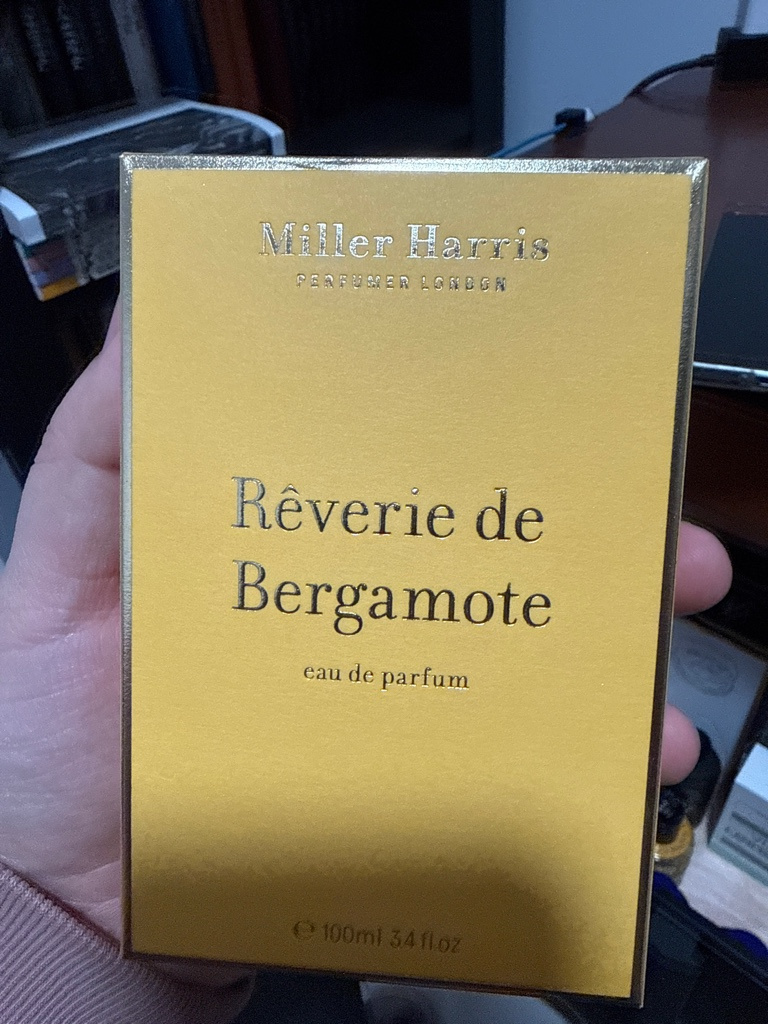 Miller Harris
PERFUMER LONDON
Rêverie de
Bergamote
eau de parfum
℮ 100ml 3.4 fl oz